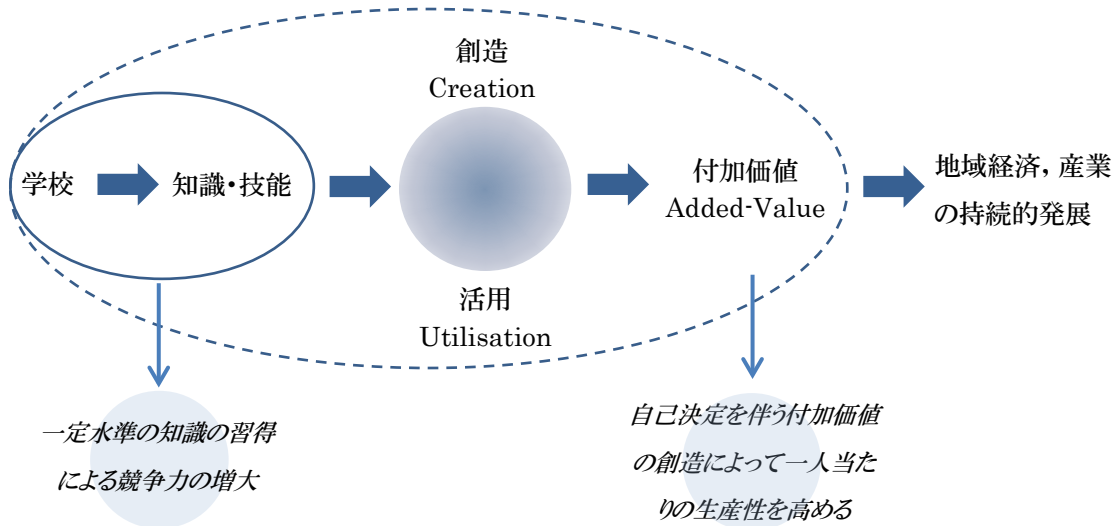 創造
Creation
学校
知識・技能
付加価値
Added-Value
地域経済，産業
の持続的発展
活用
Utilisation
一定水準の知識の習得
による競争力の増大
自己決定を伴う付加価値
の創造によって一人当た
りの生産性を高める